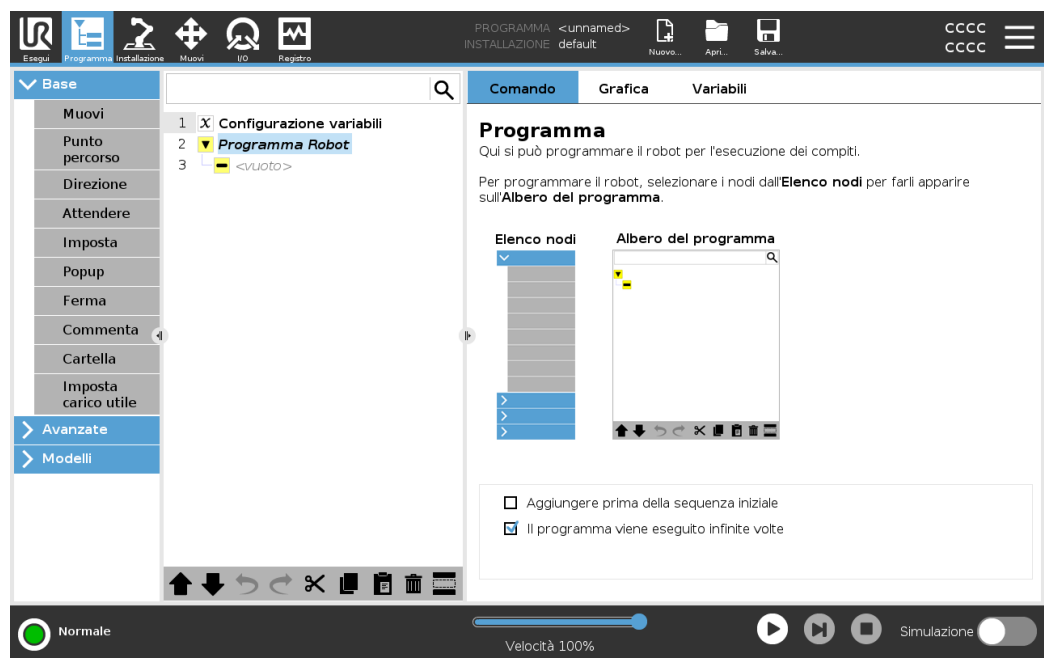 UR
Esegui
Programma
Installazione
Muovi
I/O
Registro
PROGRAMMA <unnamed>
INSTALLAZIONE default
Nuovo...
Apri...
Salva...
CCCC
CCCC
Base
Muovi
Punto
percorso
Direzione
Attendere
Imposta
Popup
Ferma
Commenta
Cartella
Imposta
carico utile
Avanzate
Modelli
1 X Configurazione variabili
2 Programma Robot
3 <vuoto>
Comando Grafica Variabili
Programma
Qui si può programmare il robot per l'esecuzione dei compiti.
Per programmare il robot, selezionare i nodi dall'Elenco nodi per farli apparire
sull'Albero del programma.
Elenco nodi
Albero del programma
Aggiungere prima della sequenza iniziale
Il programma viene eseguito infinite volte
Normale
Velocità 100%
Simulazione